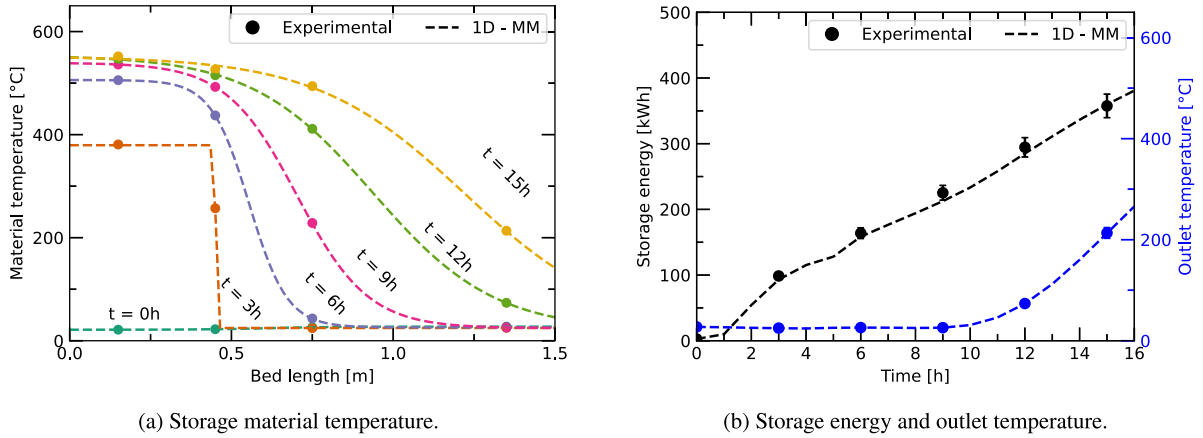 Experimental 1D - MM
Material temperature [°C]
600
400
200
0
t = 0h
t = 3h
t = 6h
t = 9h
t = 12h
t = 15h
0.0 0.5 1.0 1.5
Bed length [m]
(a) Storage material temperature.
Experimental 1D - MM
Storage energy [kWh]
500
400
300
200
100
0
0 2 4 6 8 10 12 14 16
Time [h]
600
400
200
0
Outlet temperature [°C]
(b) Storage energy and outlet temperature.